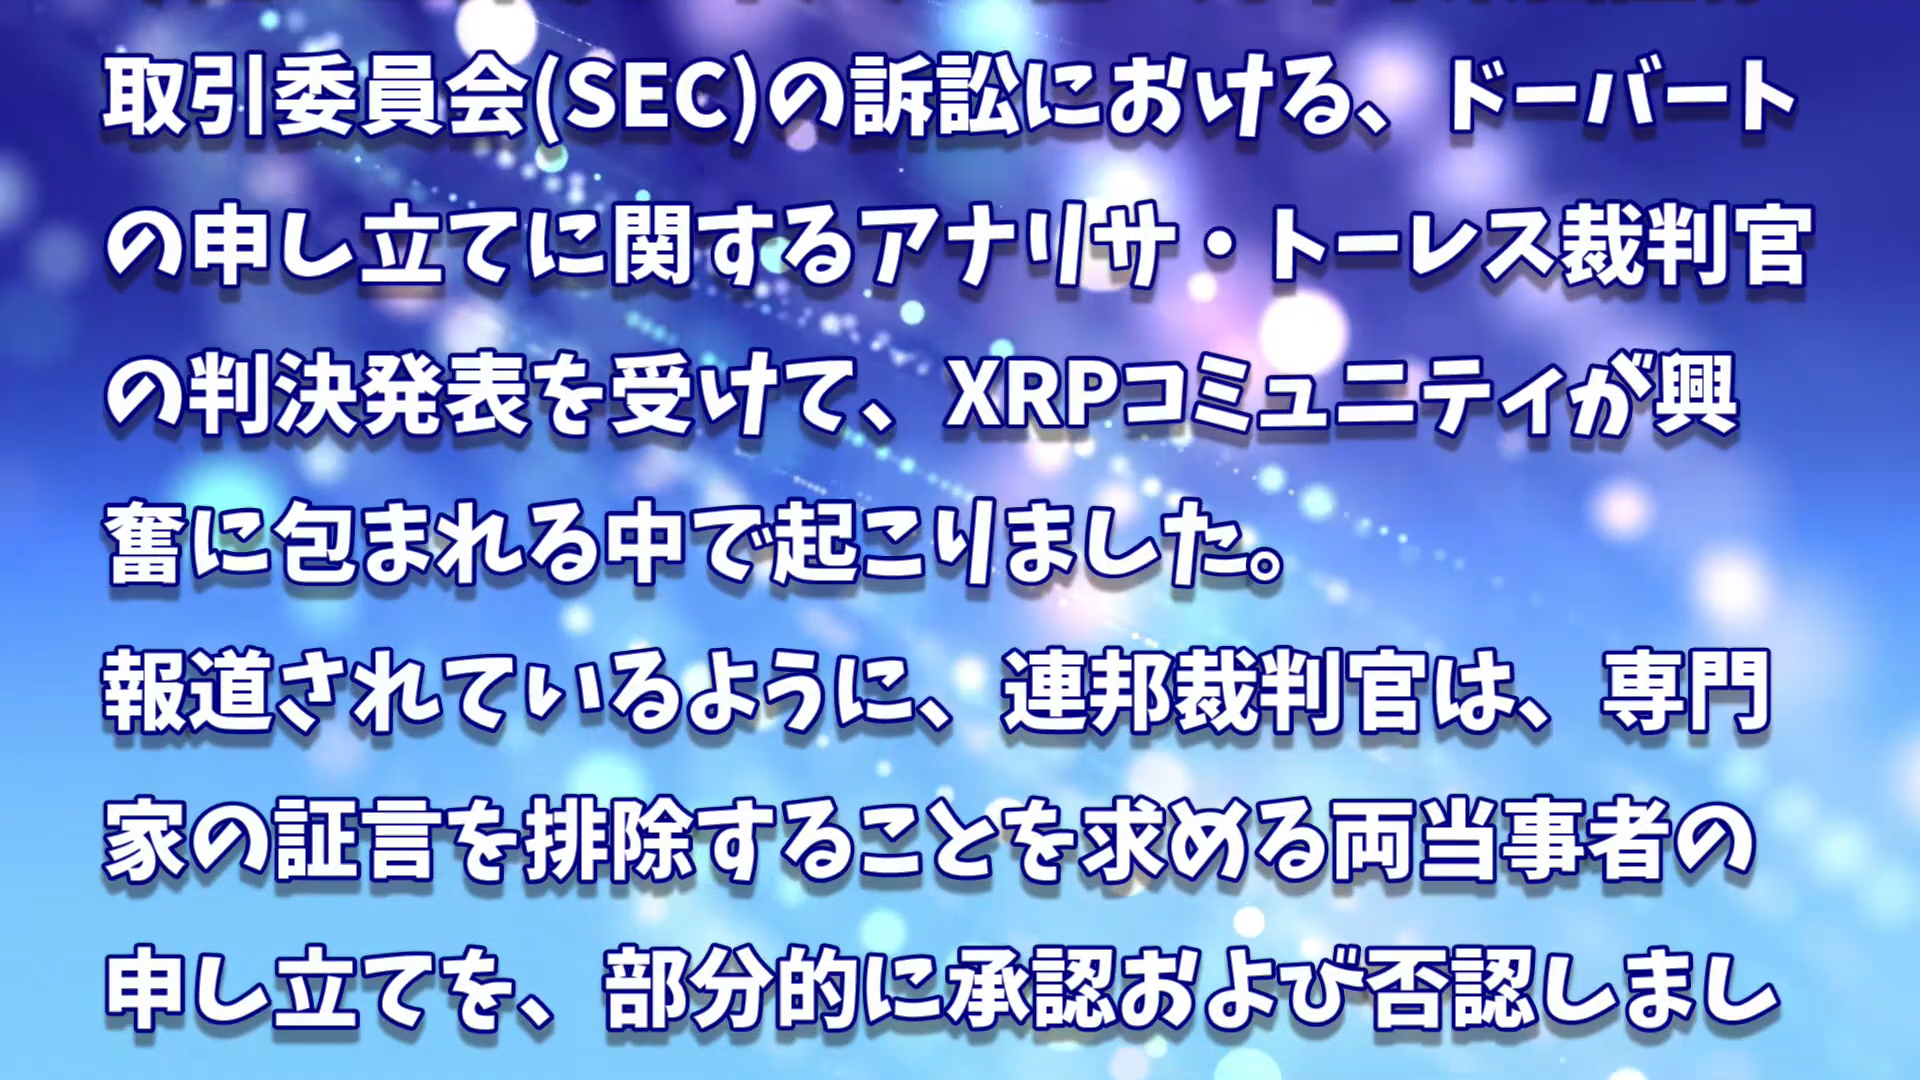 取引委員会(SEC)の訴訟における、ドーバート
の申し立てに関するアナリサ・トーレス裁判官
の判決発表を受けて、XRPコミュニティが興
奮に包まれる中で起こりました。
報道されているように、連邦裁判官は、専門
家の証言を排除することを求める両当事者の
申し立てを、部分的に承認および否認しまし